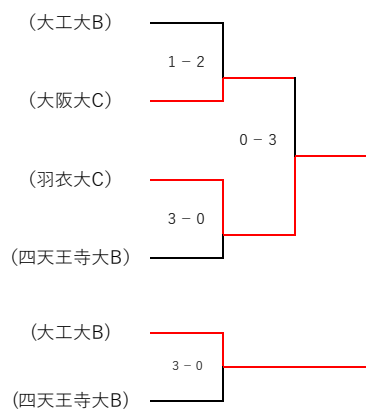 （大工大B）
1 − 2
（大阪大C）
0 − 3
（羽衣大C）
3 − 0
（四天王寺大B）
（大工大B）
3 − 0
（四天王寺大B）